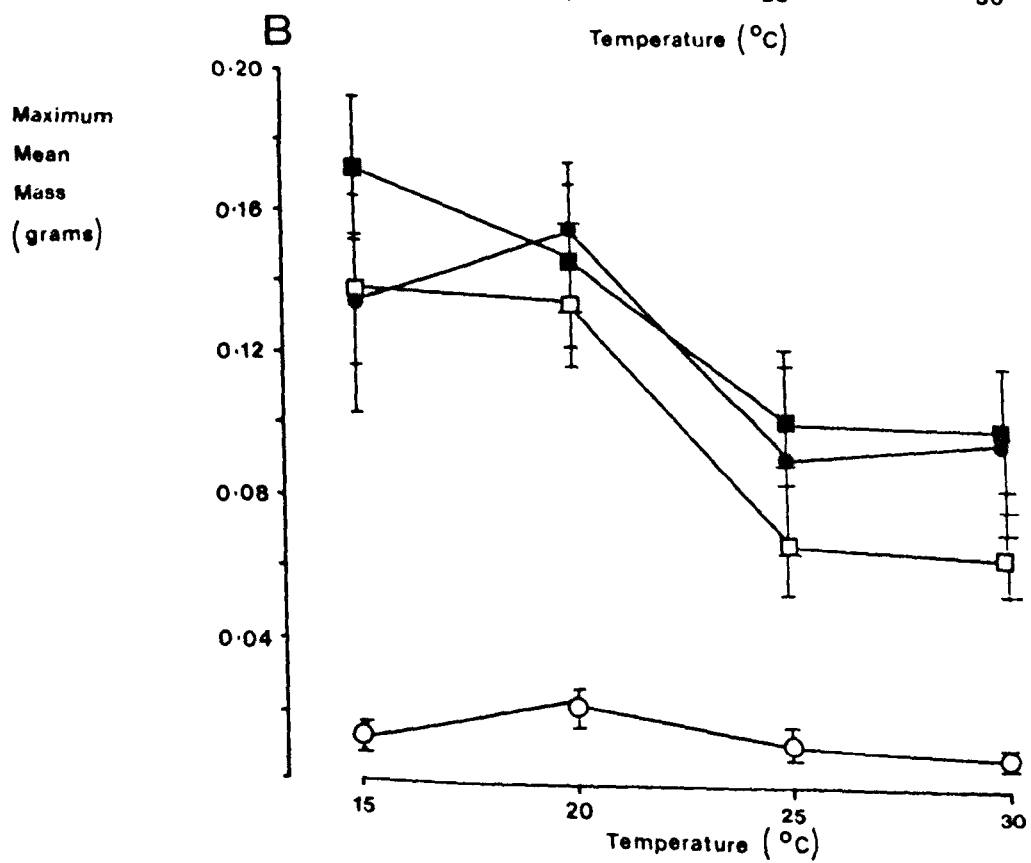 Temperature (°C)
B
Maximum
Mean
Mass
(grams)
0·20
0·16
0·12
0·08
0·04
15
20
25
30
Temperature (°C)